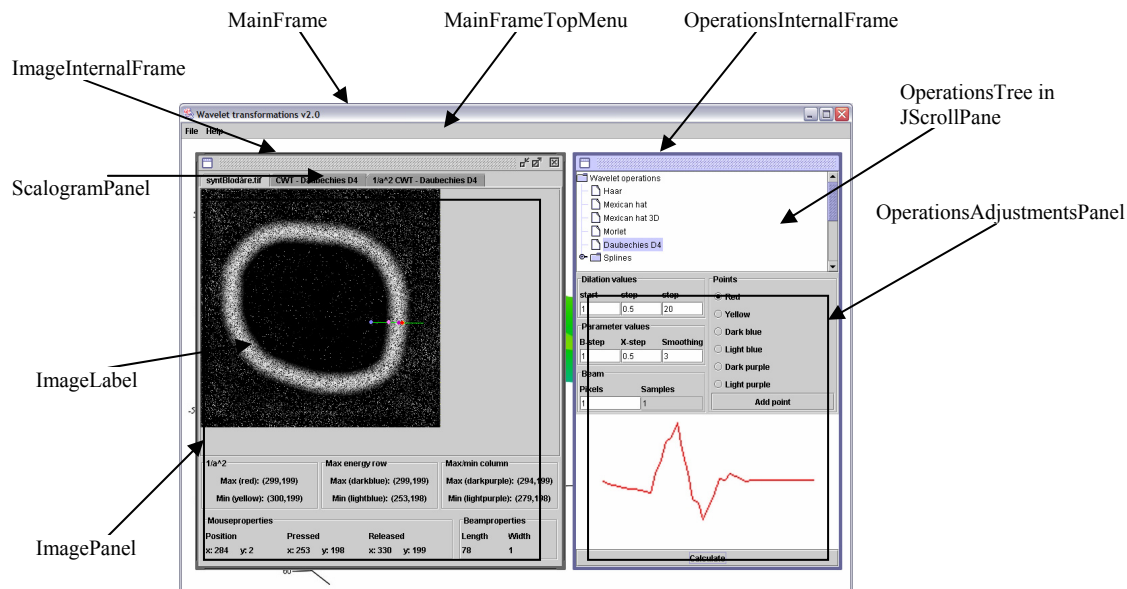 MainFrame
MainFrameTopMenu
OperationsInternalFrame
ImageInternalFrame
OperationsTree in
JScrollPane
ScalogramPanel
OperationsAdjustmentsPanel
ImageLabel
ImagePanel
Wavelet transformations v2.0
File Help
syntBlodåre.tif CWT - Daubechies D4 1/a^2 CWT - Daubechies D4
1/a^2 Max energy row Max/min column
Max (red): (299,199) Max (darkblue): (299,199) Max (darkpurple): (294,199)
Min (yellow): (300,199) Min (lightblue): (253,198) Min (lightpurple): (279,198)
Mouseproperties Beamproperties
Position Pressed Released Length Width
x: 284 y: 2 x: 253 y: 198 x: 330 y: 199 78 1
60
Wavelet operations
Haar
Mexican hat
Mexican hat 3D
Morlet
Daubechies D4
Splines
Dilation values Points
start step stop Red
1 0.5 20 Yellow
Parameter values Dark blue
B-step X-step Smoothing Light blue
1 0.5 3 Dark purple
Beam Light purple
Pixels Samples
1 1 Add point
Calculate